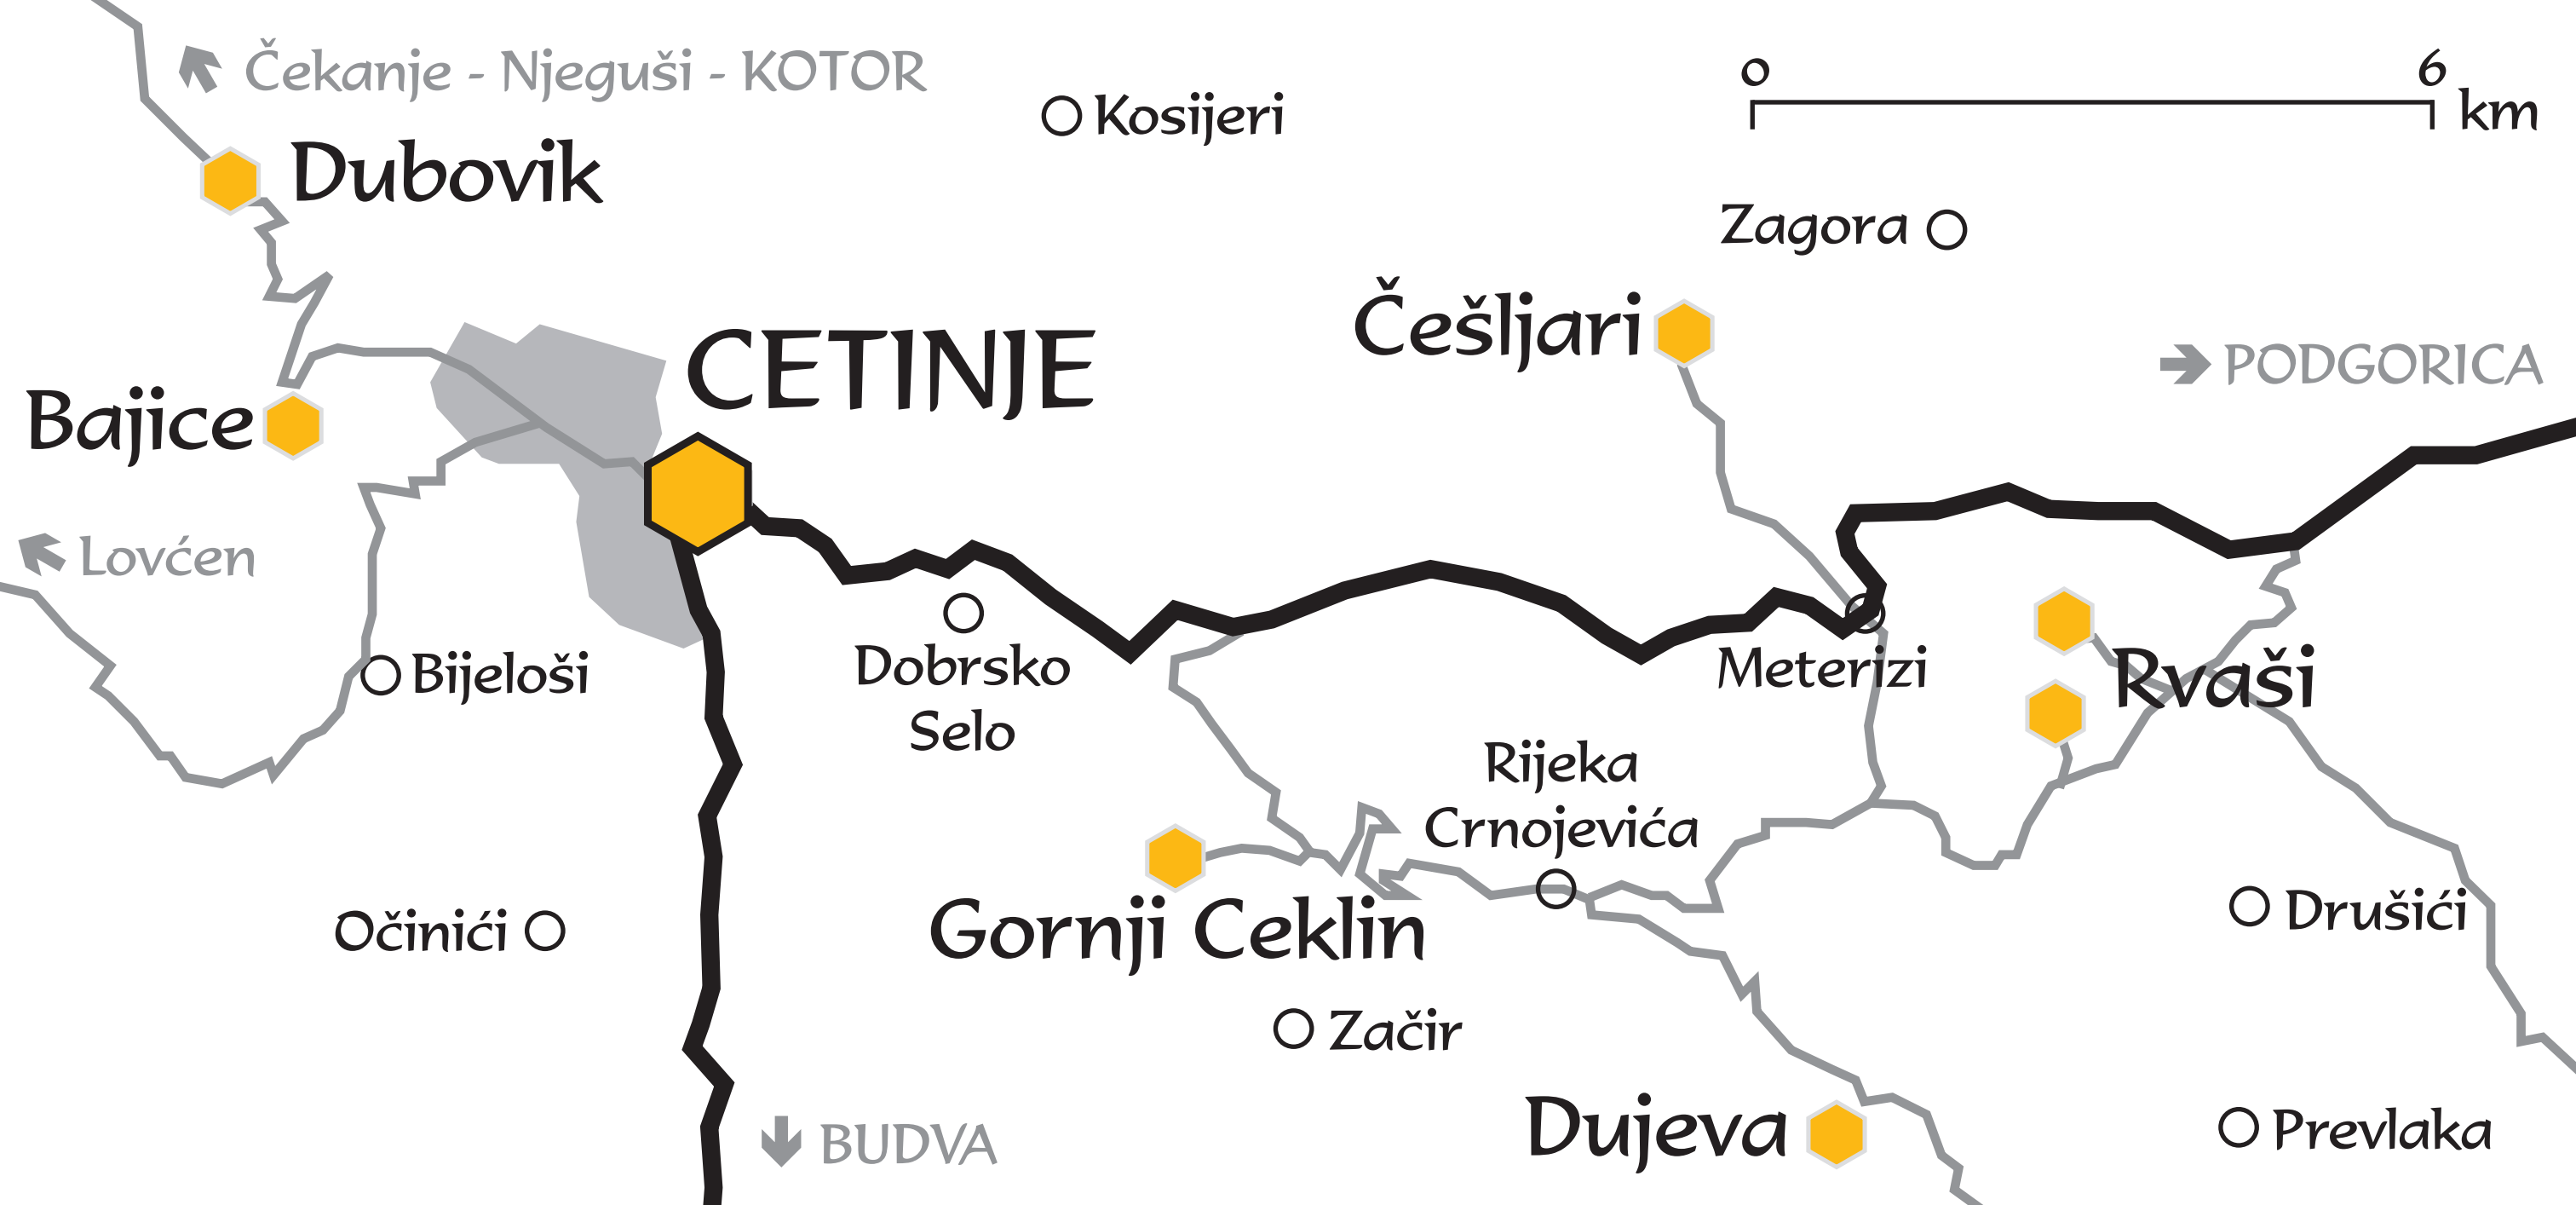 Čekanje - Njeguši - KOTOR
0 6 km
Kosijeri
Dubovik
Zagora
Češljari
CETINJE
PODGORICA
Bajice
Lovćen
Bijeloši
Dobrsko
Selo
Meterizi
Rvaši
Rijeka
Crnojevića
Očinići
Gornji Ceklin
Drušići
Začir
Dujeva
BUDVA
Prevlaka